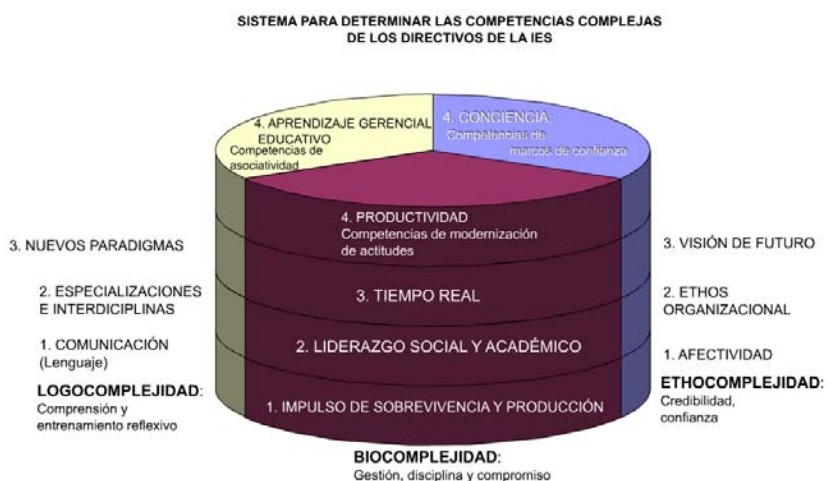 SISTEMA PARA DETERMINAR LAS COMPETENCIAS COMPLEJAS
DE LOS DIRECTIVOS DE LA IES
4. APRENDIZAJE GERENCIAL
EDUCATIVO
Competencias de
asociatividad
4. CONCIENCIA:
Competencias de
marcos de confianza
4. PRODUCTIVIDAD
Competencias de modernización
de actitudes
3. NUEVOS PARADIGMAS
3. TIEMPO REAL
3. VISIÓN DE FUTURO
2. ESPECIALIZACIONES
E INTERDICIPLINAS
2. LIDERAZGO SOCIAL Y ACADÉMICO
2. ETHOS
ORGANIZACIONAL
1. COMUNICACIÓN
(Lenguaje)
1. IMPULSO DE SOBREVIVENCIA Y PRODUCCIÓN
1. AFECTIVIDAD
LOGOCOMPLEJIDAD:
Comprensión y
entrenamiento reflexivo
BIOCOMPLEJIDAD:
Gestión, disciplina y compromiso
ETHOCOMPLEJIDAD:
Credibilidad,
confianza